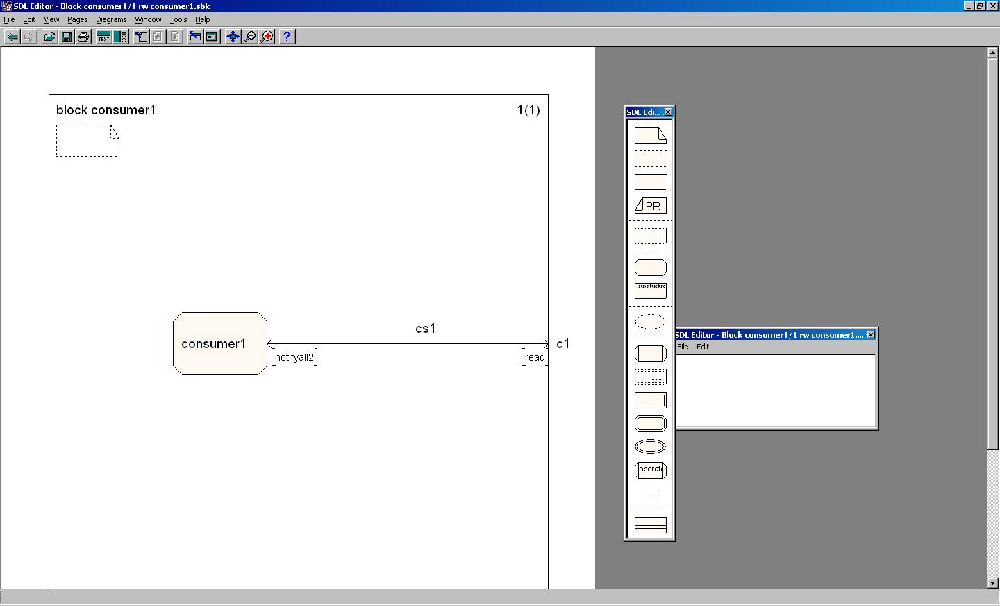 SDL Editor - Block consumer1/1 rw consumer1.sbk
File Edit View Pages Diagrams Window Tools Help
TEXT
?
block consumer1
1(1)
SDL Edi...
PR
substructure
cs1
consumer1
c1
notifyall2
read
SDL Editor - Block consumer1/1 rw consumer1....
File Edit
operato